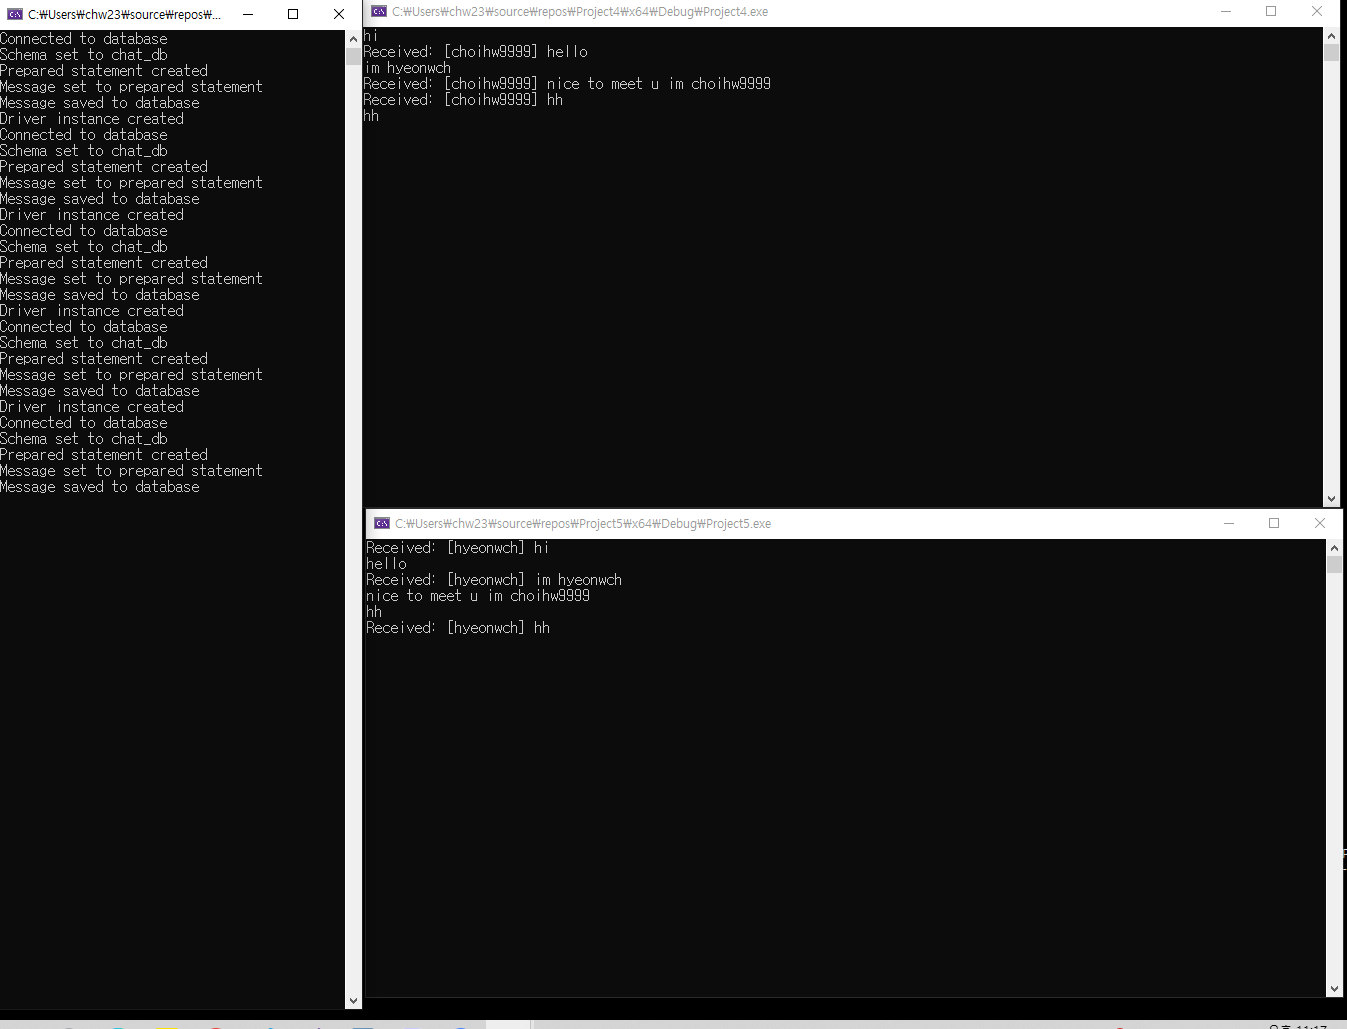 C:₩Users₩chw23₩source₩repos₩...
Connected to database
Schema set to chat_db
Prepared statement created
Message set to prepared statement
Message saved to database
Driver instance created
Connected to database
Schema set to chat_db
Prepared statement created
Message set to prepared statement
Message saved to database
Driver instance created
Connected to database
Schema set to chat_db
Prepared statement created
Message set to prepared statement
Message saved to database
Driver instance created
Connected to database
Schema set to chat_db
Prepared statement created
Message set to prepared statement
Message saved to database
Driver instance created
Connected to database
Schema set to chat_db
Prepared statement created
Message set to prepared statement
Message saved to database
C:₩Users₩chw23₩source₩repos₩Project4₩x64₩Debug₩Project4.exe
hi
Received: [choihw9999] hello
im hyeonwch
Received: [choihw9999] nice to meet u im choihw9999
Received: [choihw9999] hh
hh
C:₩Users₩chw23₩source₩repos₩Project5₩x64₩Debug₩Project5.exe
Received: [hyeonwch] hi
hello
Received: [hyeonwch] im hyeonwch
nice to meet u im choihw9999
hh
Received: [hyeonwch] hh